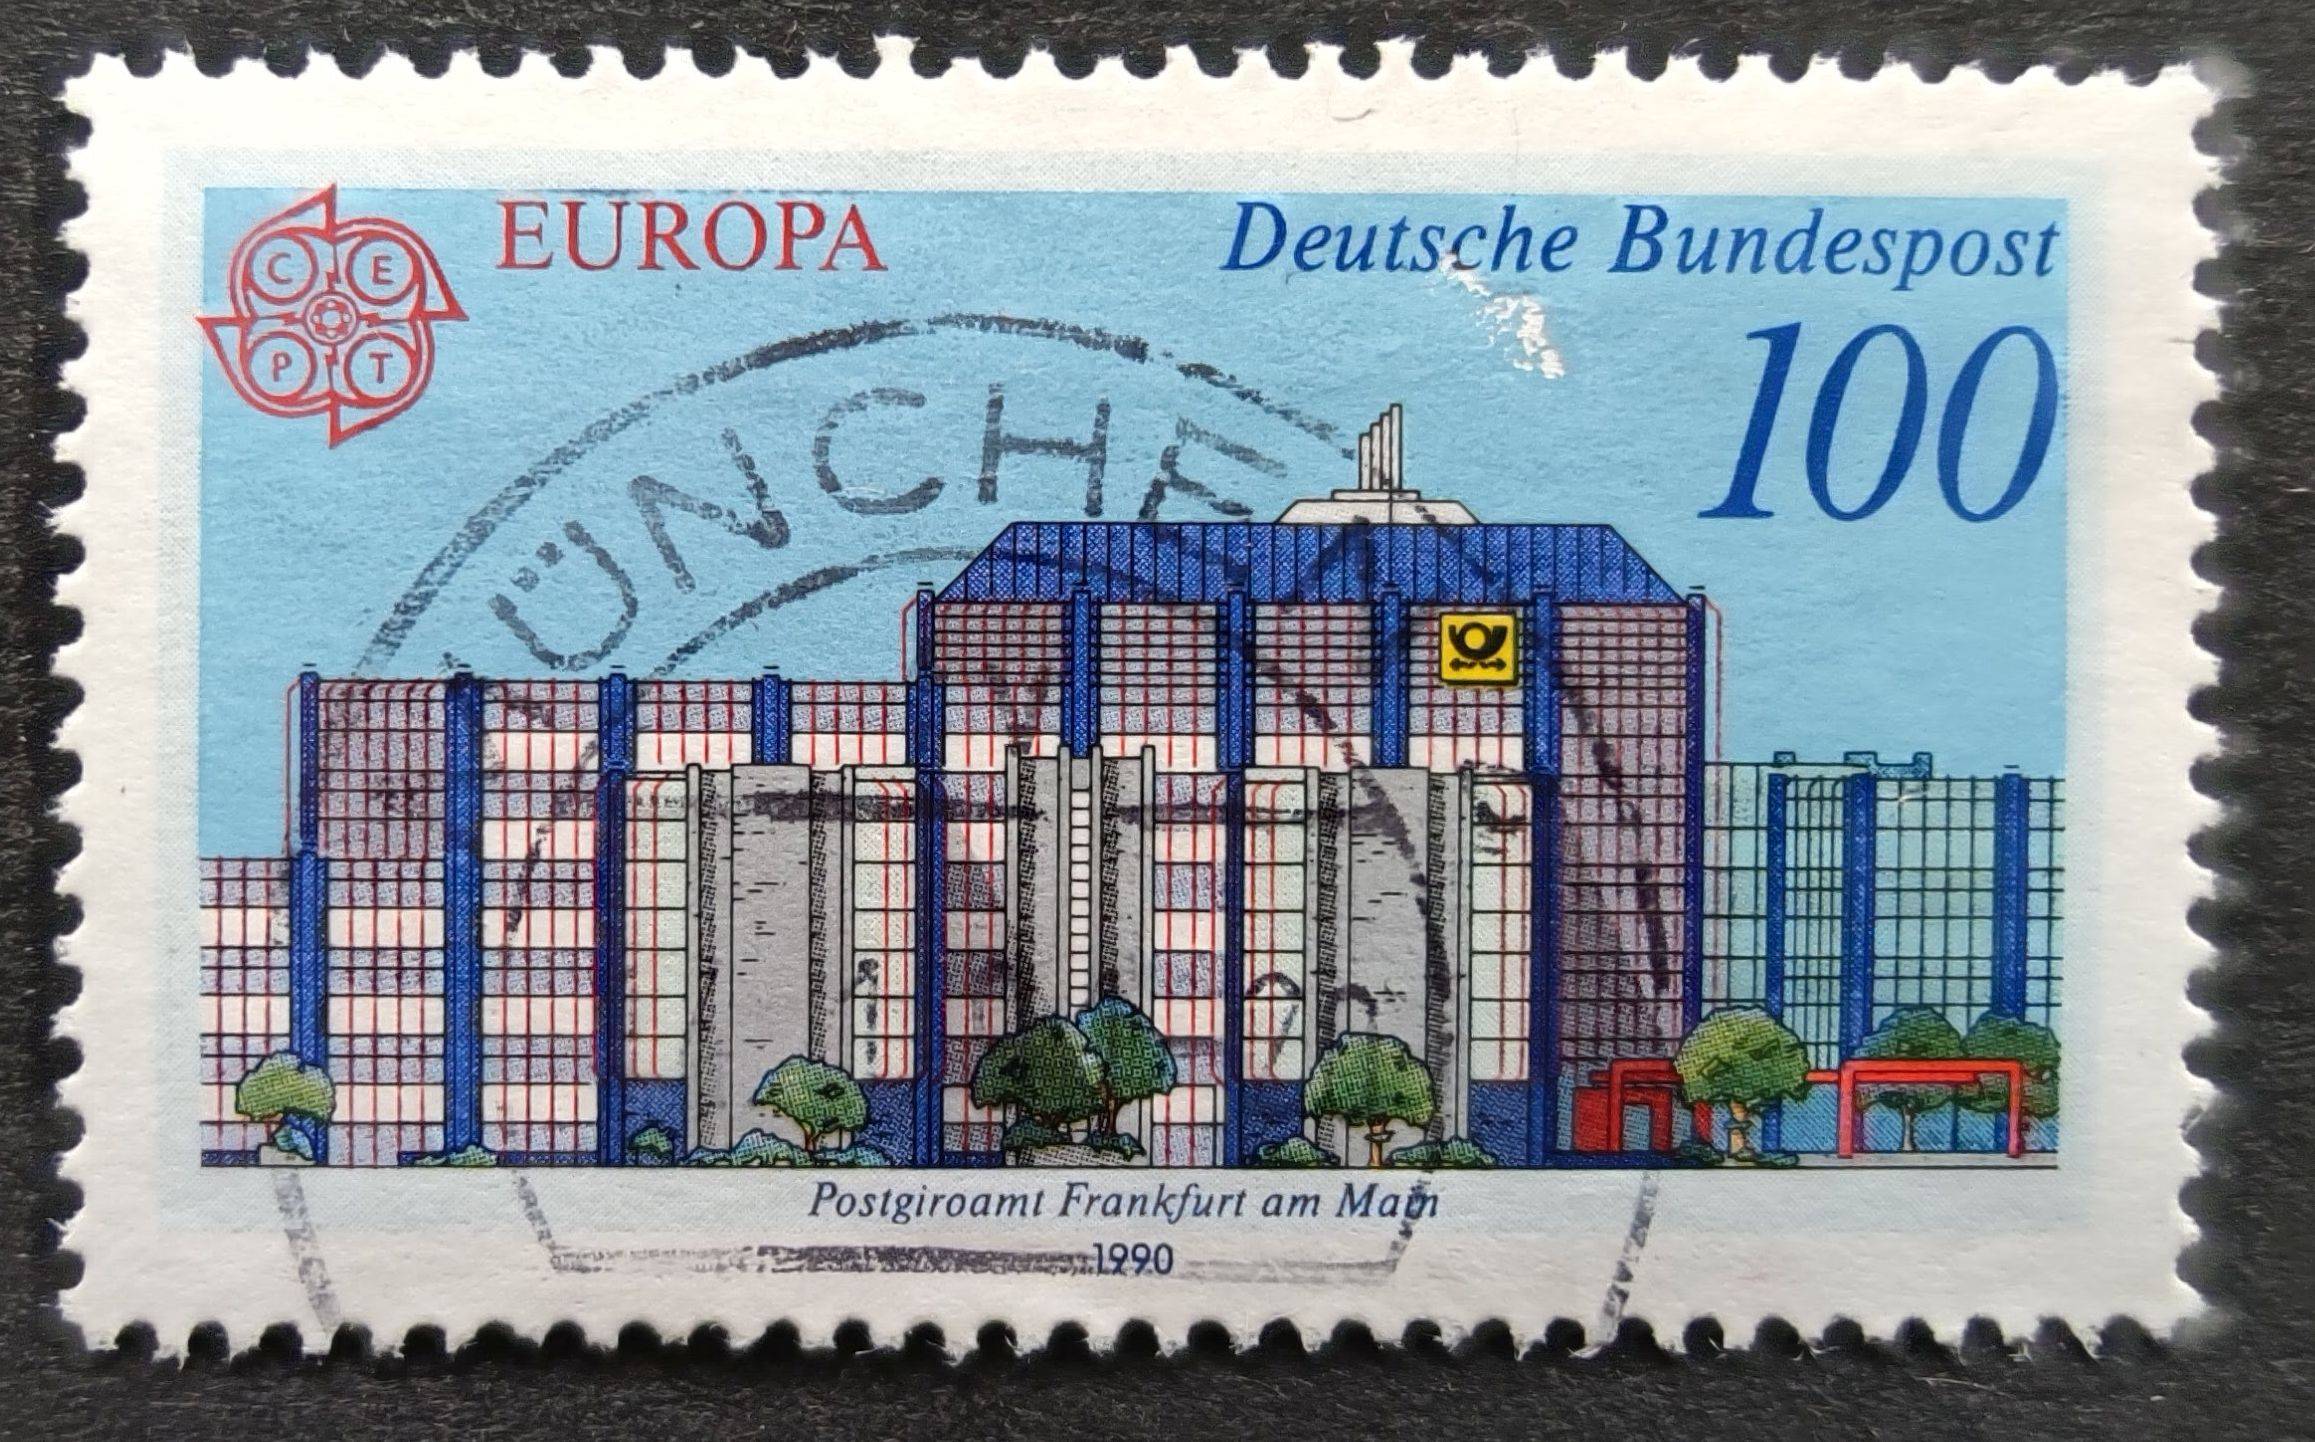 C E
P T
EUROPA
Deutsche Bundespost
100
ÜNCHE
Postgiroamt Frankfurt am Main
1990